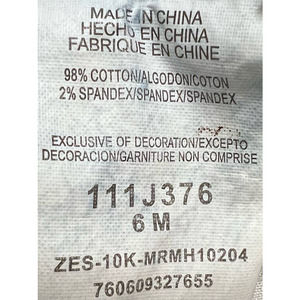 MADE IN CHINA
HECHO EN CHINA
FABRIQUE EN CHINE
98% COTTON/ALGODON/COTON
2% SPANDEX/SPANDEX/SPANDEX
EXCLUSIVE OF DECORATION/EXCEPTO
DECORACION/GARNITURE NON COMPRISE
111J376
6 M
ZES-10K-MRMH10204
760609327655